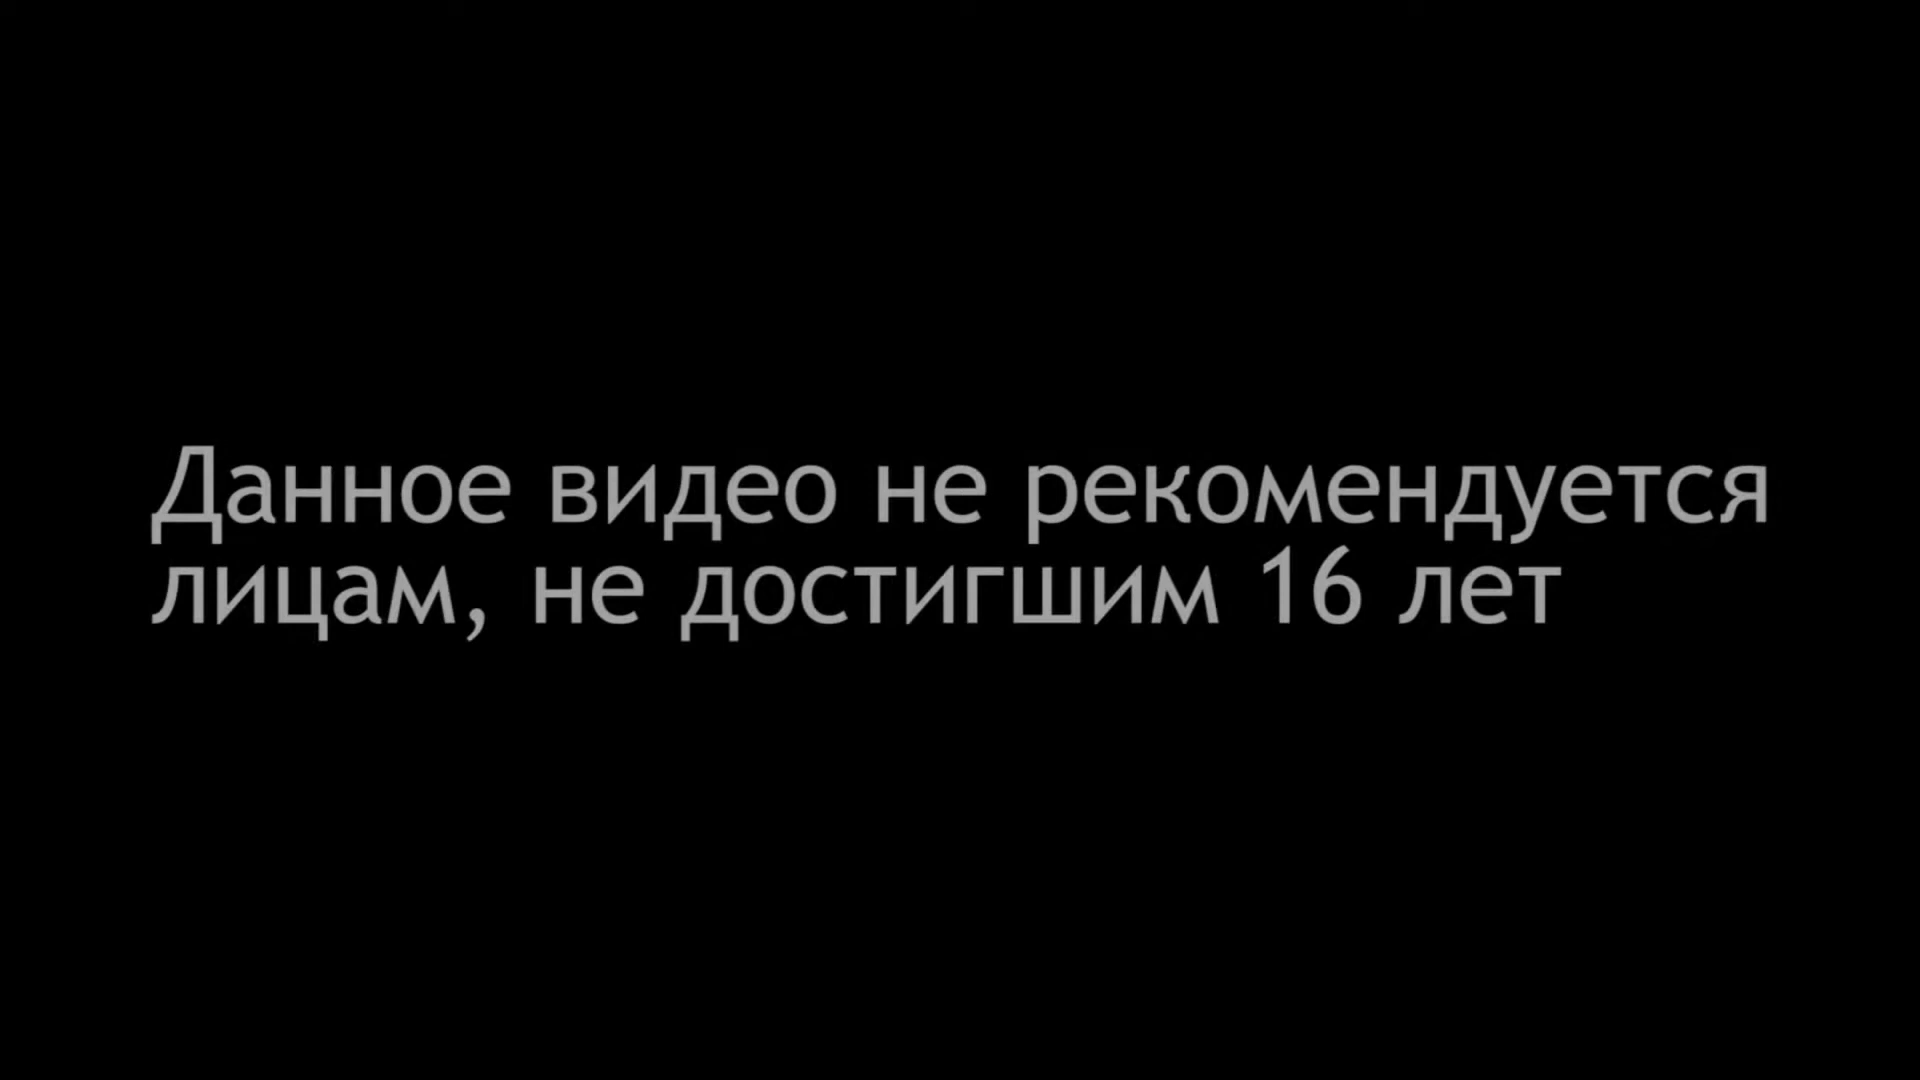 Данное видео не рекомендуется
лицам, не достигшим 16 лет